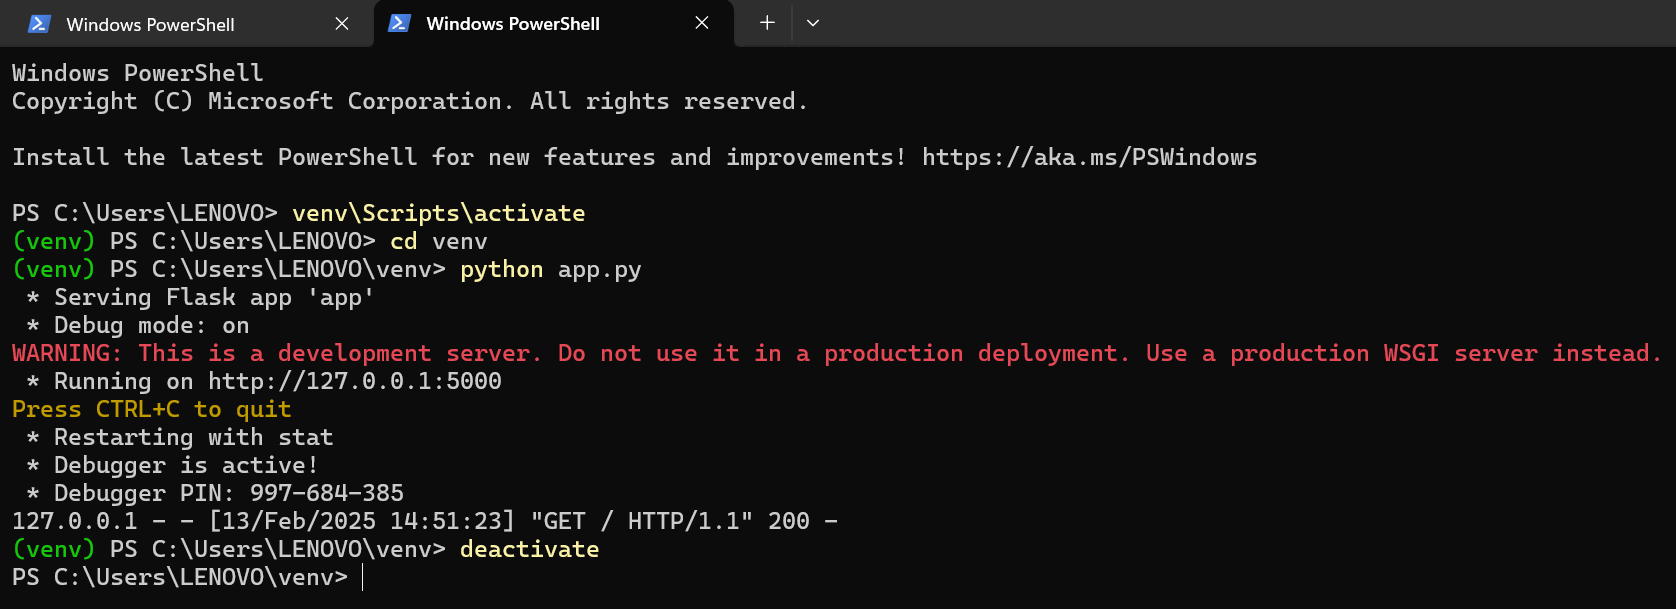 Windows PowerShell
Windows PowerShell
Windows PowerShell
Copyright (C) Microsoft Corporation. All rights reserved.
Install the latest PowerShell for new features and improvements! https://aka.ms/PSWindows
PS C:\Users\LENOVO> venv\Scripts\activate
(venv) PS C:\Users\LENOVO> cd venv
(venv) PS C:\Users\LENOVO\venv> python app.py
 * Serving Flask app 'app'
 * Debug mode: on
WARNING: This is a development server. Do not use it in a production deployment. Use a production WSGI server instead.
 * Running on http://127.0.0.1:5000
Press CTRL+C to quit
 * Restarting with stat
 * Debugger is active!
 * Debugger PIN: 997-684-385
127.0.0.1 - - [13/Feb/2025 14:51:23] "GET / HTTP/1.1" 200 -
(venv) PS C:\Users\LENOVO\venv> deactivate
PS C:\Users\LENOVO\venv>